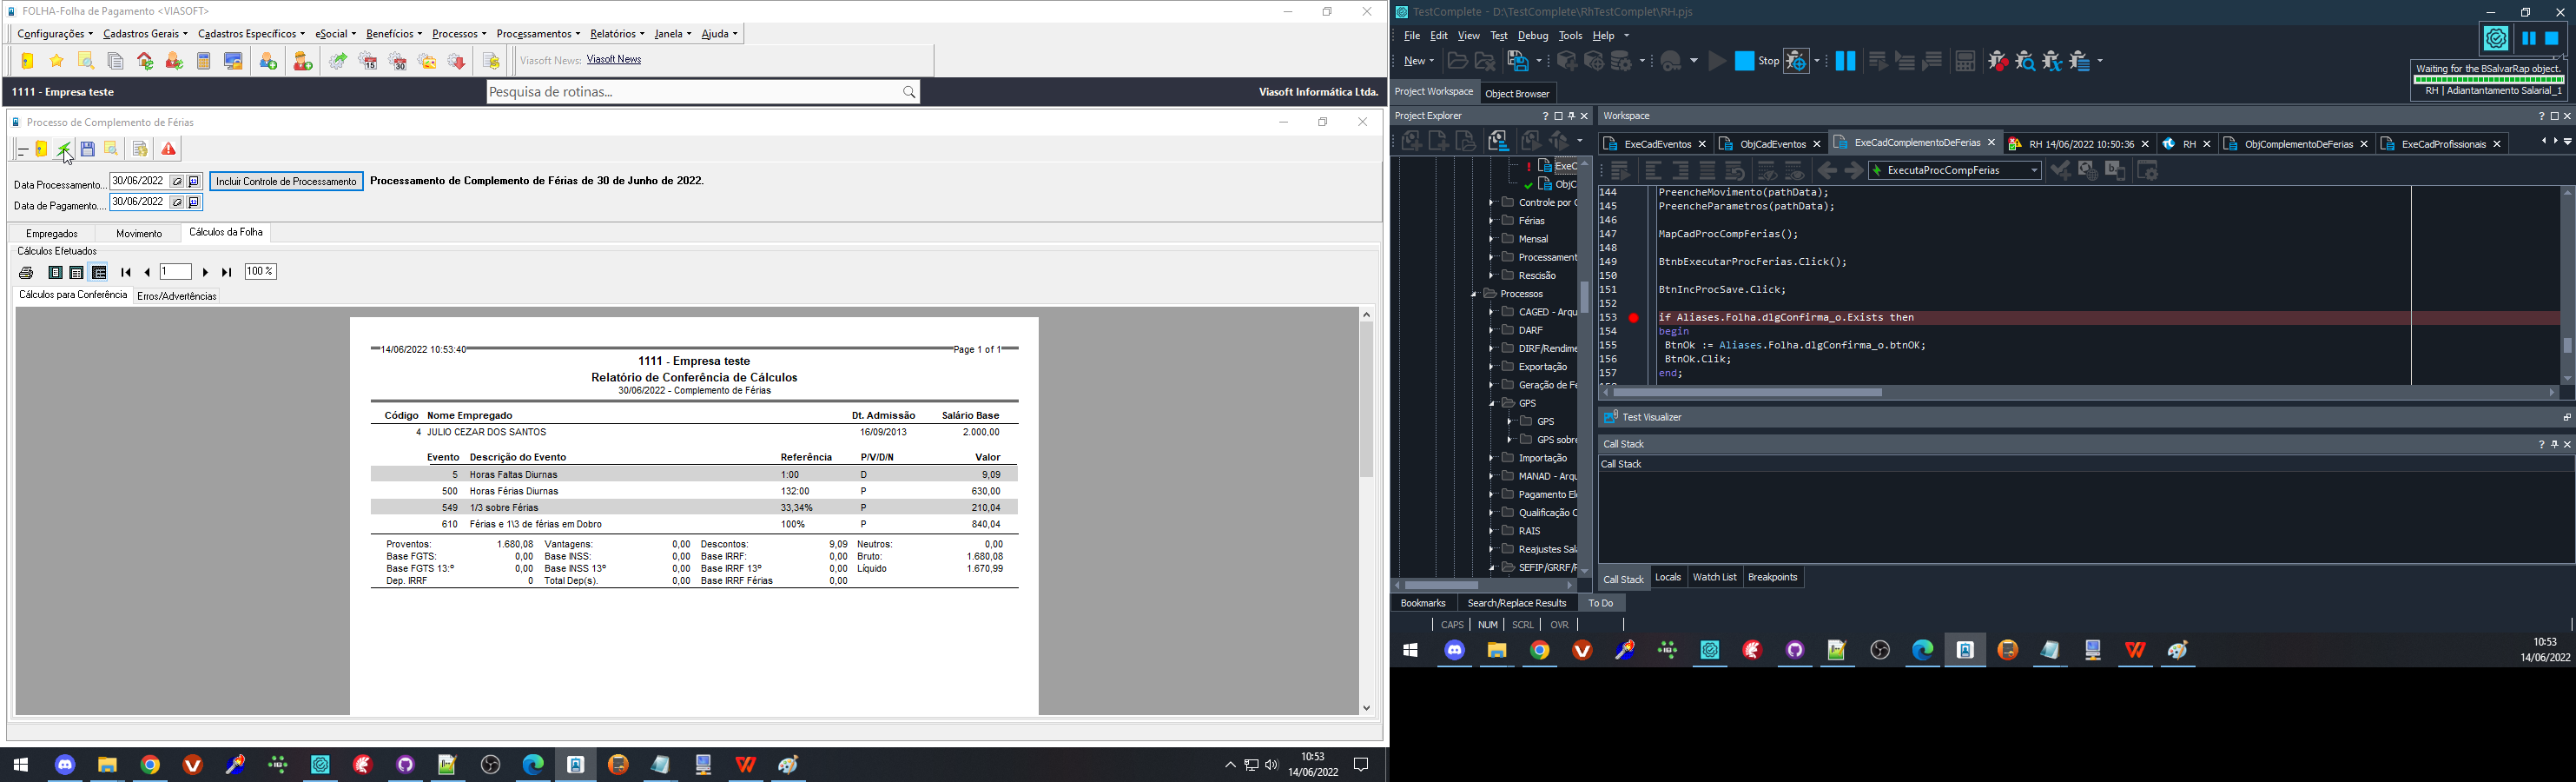 FOLHA-Folha de Pagamento <VIASOFT>
Configurações Cadastros Gerais Cadastros Específicos eSocial Benefícios Processos Processamentos Relatórios Janela Ajuda
Viasoft News: Viasoft News
1111 - Empresa teste
Pesquisa de rotinas...
Viasoft Informática Ltda.
Processo de Complemento de Férias
Data Processamento... 30/06/2022 Incluir Controle de Processamento Processamento de Complemento de Férias de 30 de Junho de 2022.
Data de Pagamento.... 30/06/2022
Empregados Movimento Cálculos da Folha
Cálculos Efetuados
1 100 %
Cálculos para Conferência Erros/Advertências
14/06/2022 10:53:40 Page 1 of 1
1111 - Empresa teste
Relatório de Conferência de Cálculos
30/06/2022 - Complemento de Férias
Código Nome Empregado Dt. Admissão Salário Base
4 JULIO CEZAR DOS SANTOS 16/09/2013 2.000,00
Evento Descrição do Evento Referência P/V/D/N Valor
5 Horas Faltas Diurnas 1:00 D 9,09
500 Horas Férias Diurnas 132:00 P 630,00
549 1/3 sobre Férias 33,34% P 210,04
610 Férias e 1\3 de férias em Dobro 100% P 840,04
Proventos: 1.680,08 Vantagens: 0,00 Descontos: 9,09 Neutros: 0,00
Base FGTS: 0,00 Base INSS: 0,00 Base IRRF: 0,00 Bruto: 1.680,08
Base FGTS 13:º 0,00 Base INSS 13º 0,00 Base IRRF 13º 0,00 Líquido 1.670,99
Dep. IRRF 0 Total Dep(s). 0,00 Base IRRF Férias 0,00
10:53
14/06/2022
TestComplete - D:\TestComplete\RhTestComplet\RH.pjs
File Edit View Test Debug Tools Help
New Stop
Waiting for the BSalvarRap object.
RH | Adiantantamento Salarial_1
Project Workspace Object Browser
Project Explorer
Workspace
ExeCadEventos ObjCadEventos ExeCadComplementoDeFerias RH 14/06/2022 10:50:36 RH ObjComplementoDeFerias ExeCadProfissionais
ExecutaProcCompFerias
ExeC
ObjC
Controle por C
Férias
Mensal
Processament
Rescisão
Processos
CAGED - Arqu
DARF
DIRF/Rendime
Exportação
Geração de Fe
GPS
GPS
GPS sobre
Importação
MANAD - Arqu
Pagamento Ele
Qualificação C
RAIS
Reajustes Sala
SEFIP/GRRF/F
144 PreencheMovimento(pathData);
145 PreencheParametros(pathData);
146
147 MapCadProcCompFerias();
148
149 BtnbExecutarProcFerias.Click();
150
151 BtnIncProcSave.Click;
152
153 if Aliases.Folha.dlgConfirma_o.Exists then
154 begin
155 BtnOk := Aliases.Folha.dlgConfirma_o.btnOK;
156 BtnOk.Clik;
157 end;
Test Visualizer
Call Stack
Call Stack
Call Stack Locals Watch List Breakpoints
Bookmarks Search/Replace Results To Do
CAPS NUM SCRL OVR
10:53
14/06/2022